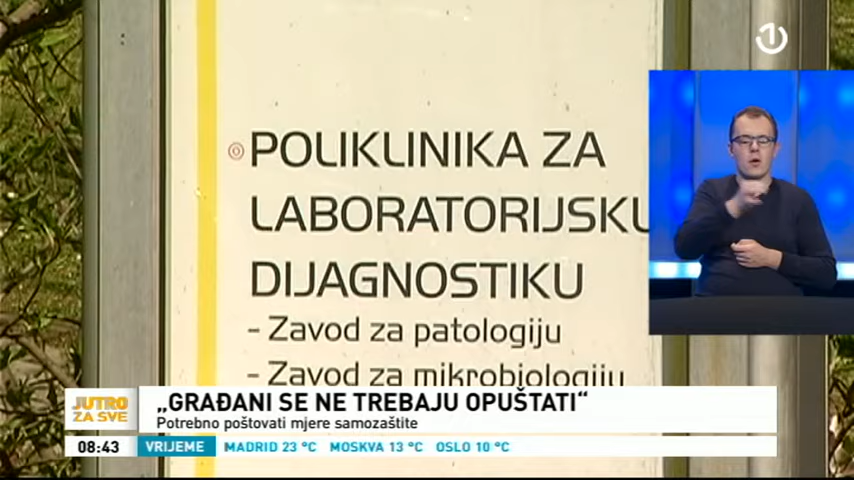 1
POLIKLINIKA ZA
LABORATORIJSKU
DIJAGNOSTIKU
- Zavod za patologiju
- Zavod za mikrobiologiju
JUTRO
ZA SVE
„GRAĐANI SE NE TREBAJU OPUŠTATI“
Potrebno poštovati mjere samozaštite
08:43 VRIJEME MADRID 23 °C MOSKVA 13 °C OSLO 10 °C